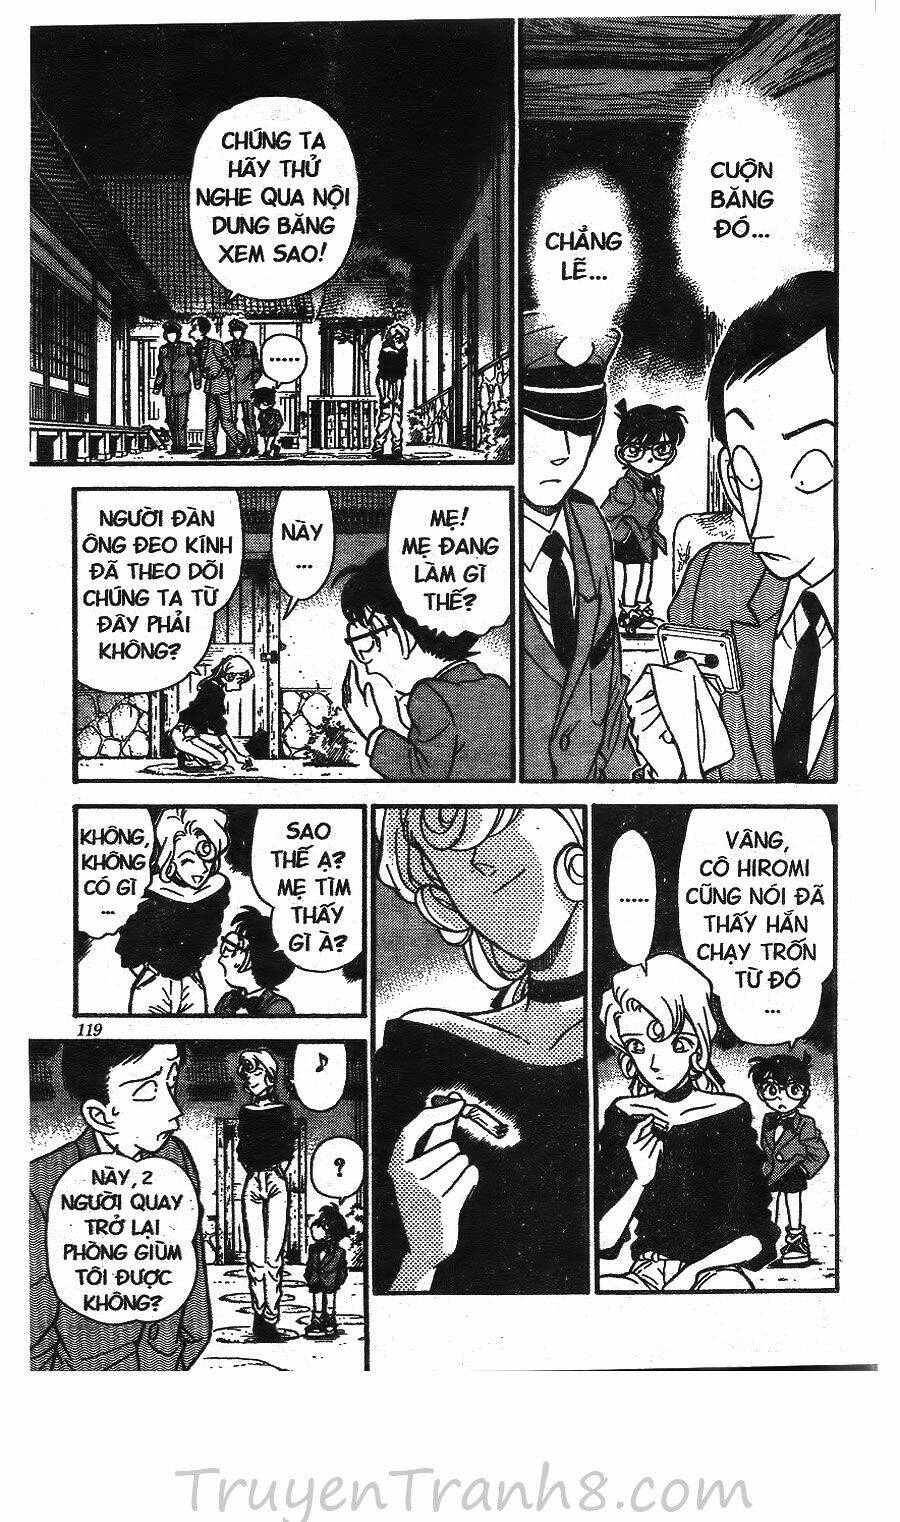 CUỘN
BĂNG
ĐÓ...
CHẲNG
LẼ...
CHÚNG TA
HÃY THỬ
NGHE QUA NỘI
DUNG BĂNG
XEM SAO!
......
MẸ!
MẸ ĐANG
LÀM GÌ
THẾ?
NÀY
...
NGƯỜI ĐÀN
ÔNG ĐEO KÍNH
ĐÃ THEO DÕI
CHÚNG TA TỪ
ĐÂY PHẢI
KHÔNG?
VÂNG,
CÔ HIROMI
CŨNG NÓI ĐÃ
THẤY HẮN
CHẠY TRỐN
TỪ ĐÓ
...
......
SAO
THẾ Ạ?
MẸ TÌM
THẤY
GÌ À?
KHÔNG,
KHÔNG
CÓ GÌ
...
119
♪
?
NÀY, 2
NGƯỜI QUAY
TRỞ LẠI
PHÒNG GIÙM
TÔI ĐƯỢC
KHÔNG?
TruyenTranh8.com